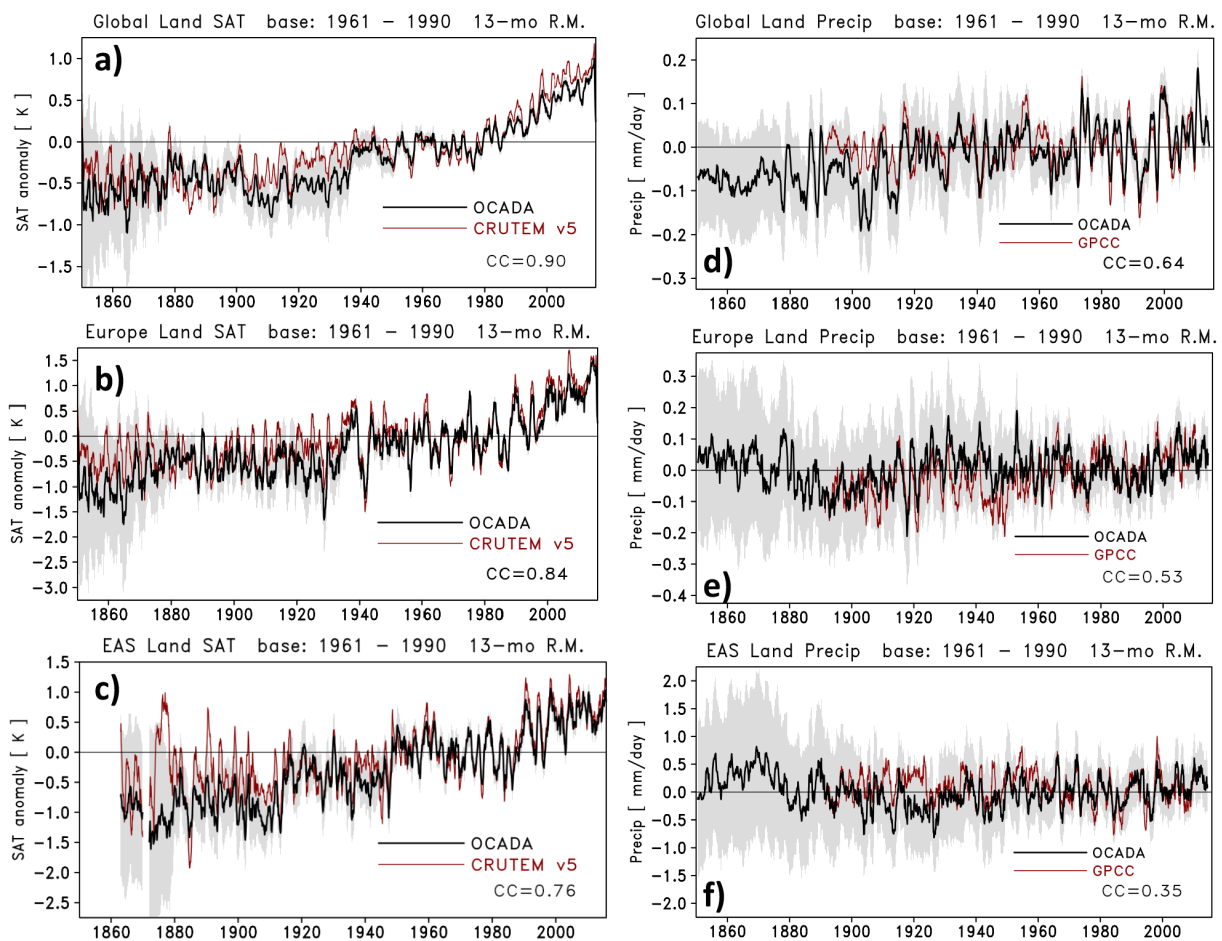 Global Land SAT base: 1961 – 1990 13-mo R.M.
a)
SAT anomaly [ K ]
1.0
0.5
0.0
-0.5
-1.0
-1.5
OCADA
CRUTEM v5
CC=0.90
1860 1880 1900 1920 1940 1960 1980 2000
Europe Land SAT base: 1961 – 1990 13-mo R.M.
b)
SAT anomaly [ K ]
1.5
1.0
0.5
0.0
-0.5
-1.0
-1.5
-2.0
-2.5
-3.0
OCADA
CRUTEM v5
CC=0.84
1860 1880 1900 1920 1940 1960 1980 2000
EAS Land SAT base: 1961 – 1990 13-mo R.M.
c)
SAT anomaly [ K ]
1.5
1.0
0.5
0.0
-0.5
-1.0
-1.5
-2.0
-2.5
OCADA
CRUTEM v5
CC=0.76
1860 1880 1900 1920 1940 1960 1980 2000
Global Land Precip base: 1961 – 1990 13-mo R.M.
Precip [ mm/day ]
0.2
0.1
0.0
-0.1
-0.2
-0.3
OCADA
GPCC
d)
CC=0.64
1860 1880 1900 1920 1940 1960 1980 2000
Europe Land Precip base: 1961 – 1990 13-mo R.M.
Precip [ mm/day ]
0.3
0.2
0.1
0.0
-0.1
-0.2
-0.3
-0.4
OCADA
GPCC
e)
CC=0.53
1860 1880 1900 1920 1940 1960 1980 2000
EAS Land Precip base: 1961 – 1990 13-mo R.M.
Precip [ mm/day ]
2.0
1.5
1.0
0.5
0.0
-0.5
-1.0
-1.5
-2.0
OCADA
GPCC
f)
CC=0.35
1860 1880 1900 1920 1940 1960 1980 2000